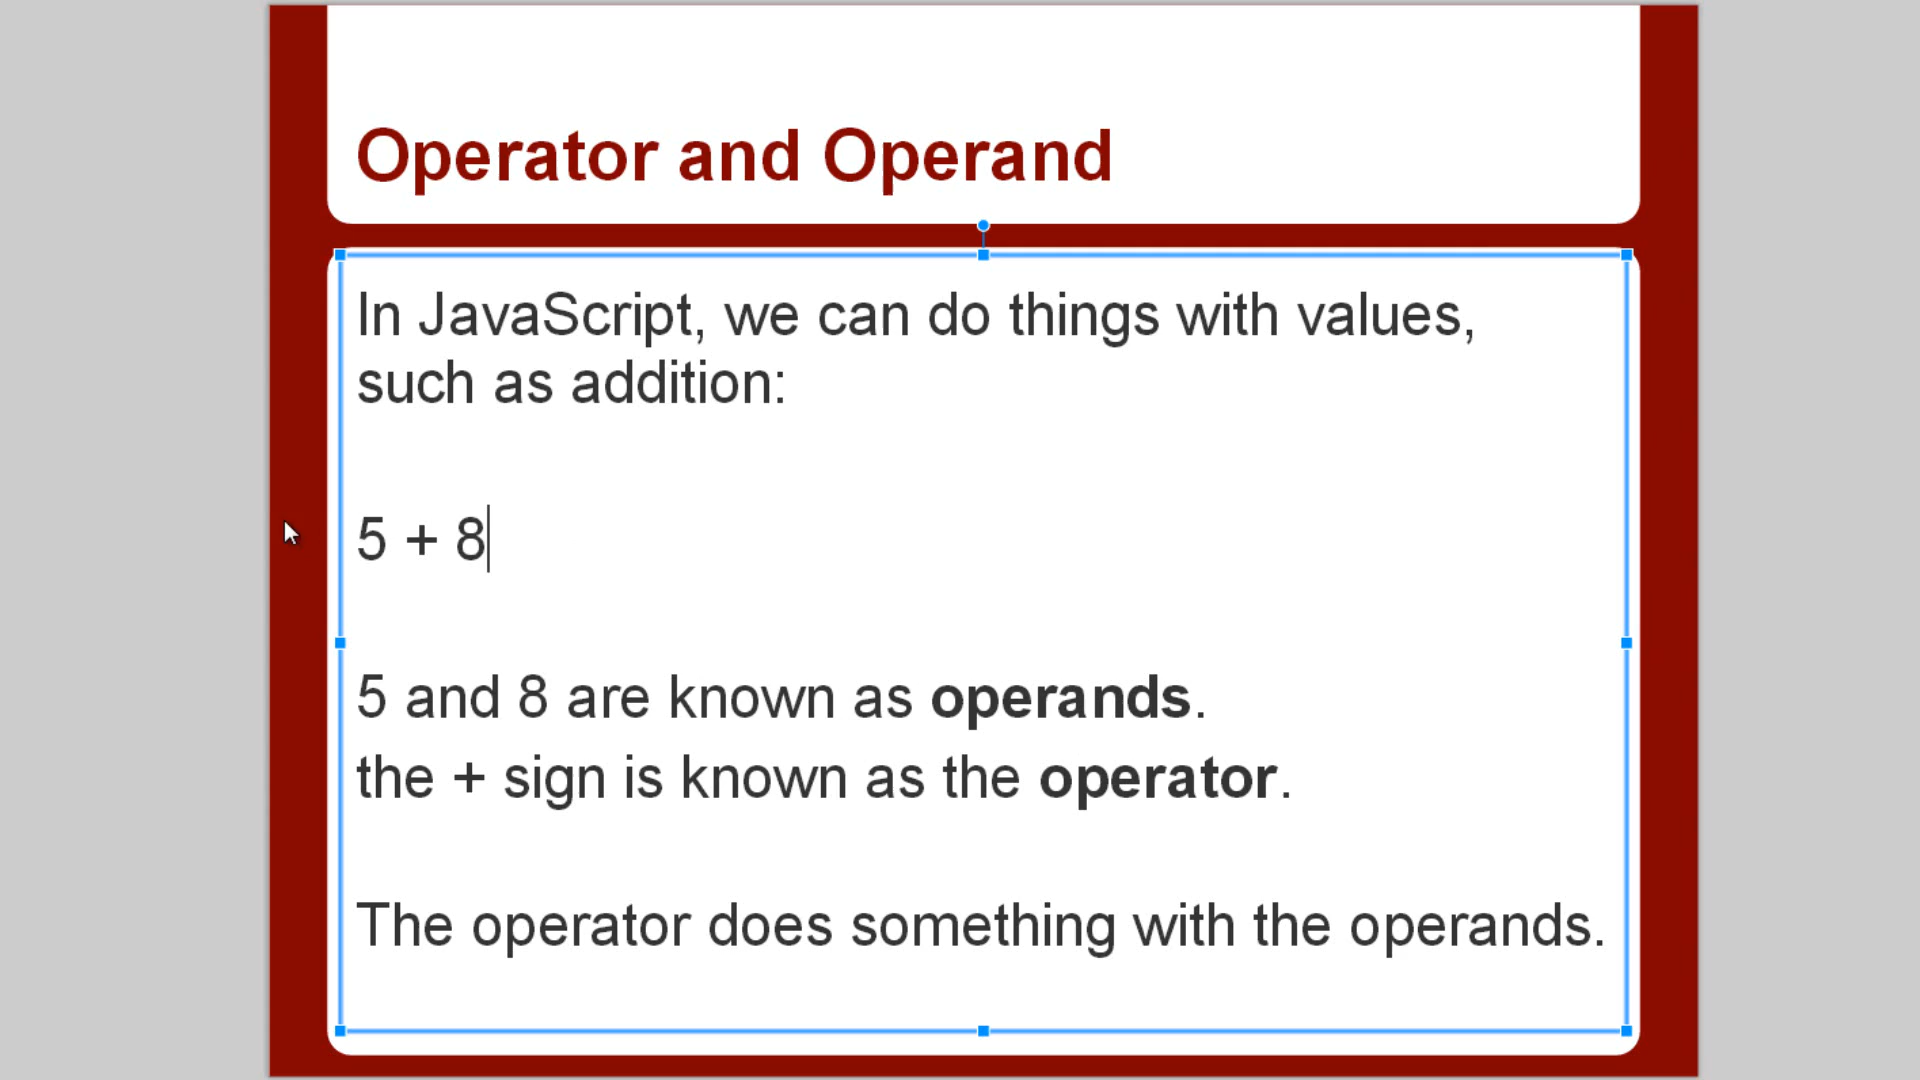 Operator and Operand
In JavaScript, we can do things with values,
such as addition:
5 + 8
5 and 8 are known as operands.
the + sign is known as the operator.
The operator does something with the operands.